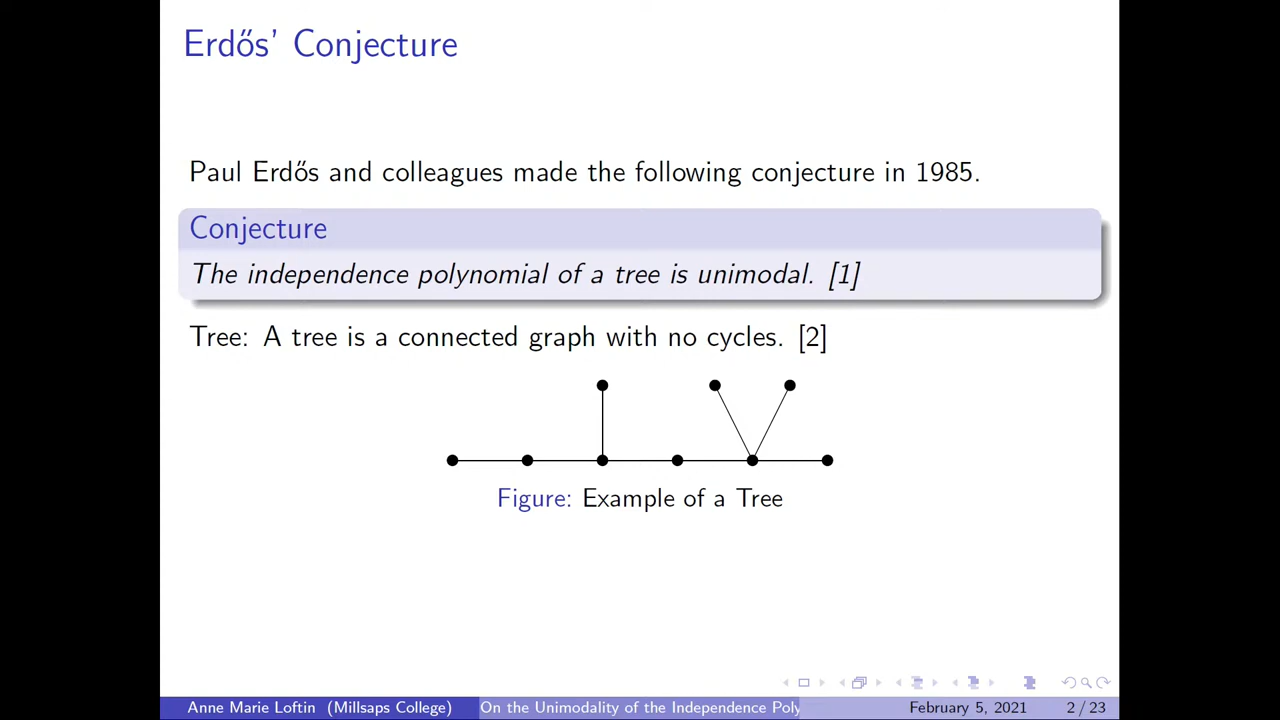 Erdős' Conjecture
Paul Erdős and colleagues made the following conjecture in 1985.
Conjecture
The independence polynomial of a tree is unimodal. [1]
Tree: A tree is a connected graph with no cycles. [2]
Figure: Example of a Tree
Anne Marie Loftin (Millsaps College) On the Unimodality of the Independence Poly February 5, 2021 2 / 23